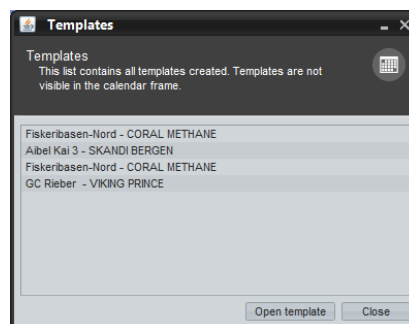 Templates
Templates
This list contains all templates created. Templates are not
visible in the calendar frame.
Fiskeribasen-Nord - CORAL METHANE
Aibel Kai 3 - SKANDI BERGEN
Fiskeribasen-Nord - CORAL METHANE
GC Rieber - VIKING PRINCE
Open template
Close